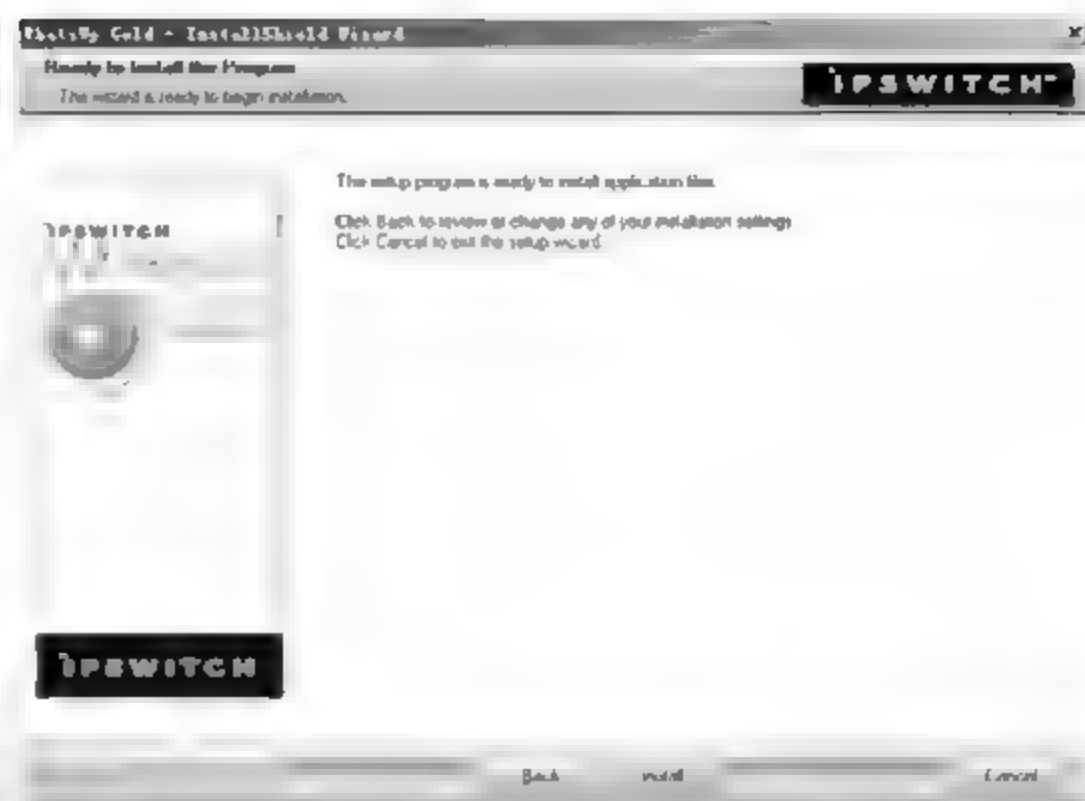 WhatsUp Gold - InstallShield Wizard
Ready to Install the Program
The wizard is ready to begin installation.
IPSWITCH
The setup program is ready to install application files.
IPSWITCH
Click Back to review or change any of your installation settings
Click Cancel to exit the setup wizard
IPSWITCH
Back Install Cancel